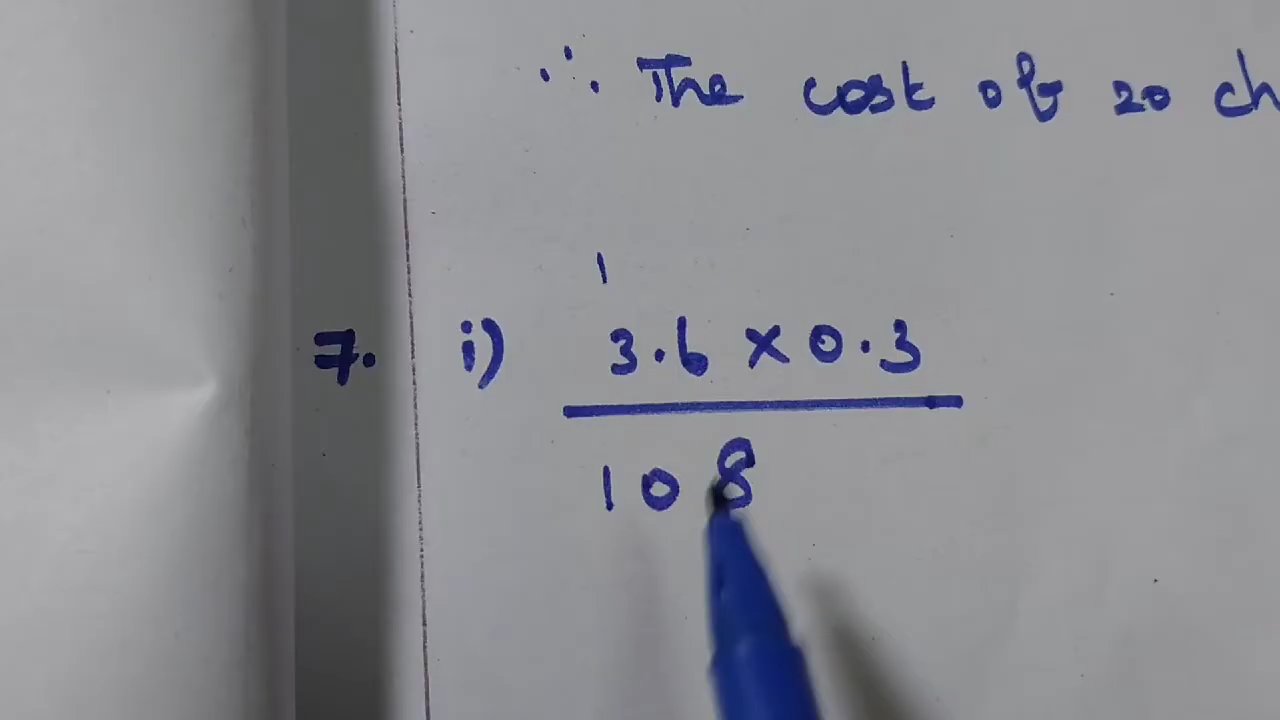 ∴ The cost of 20 ch
1
7. i) 3.6 × 0.3
108